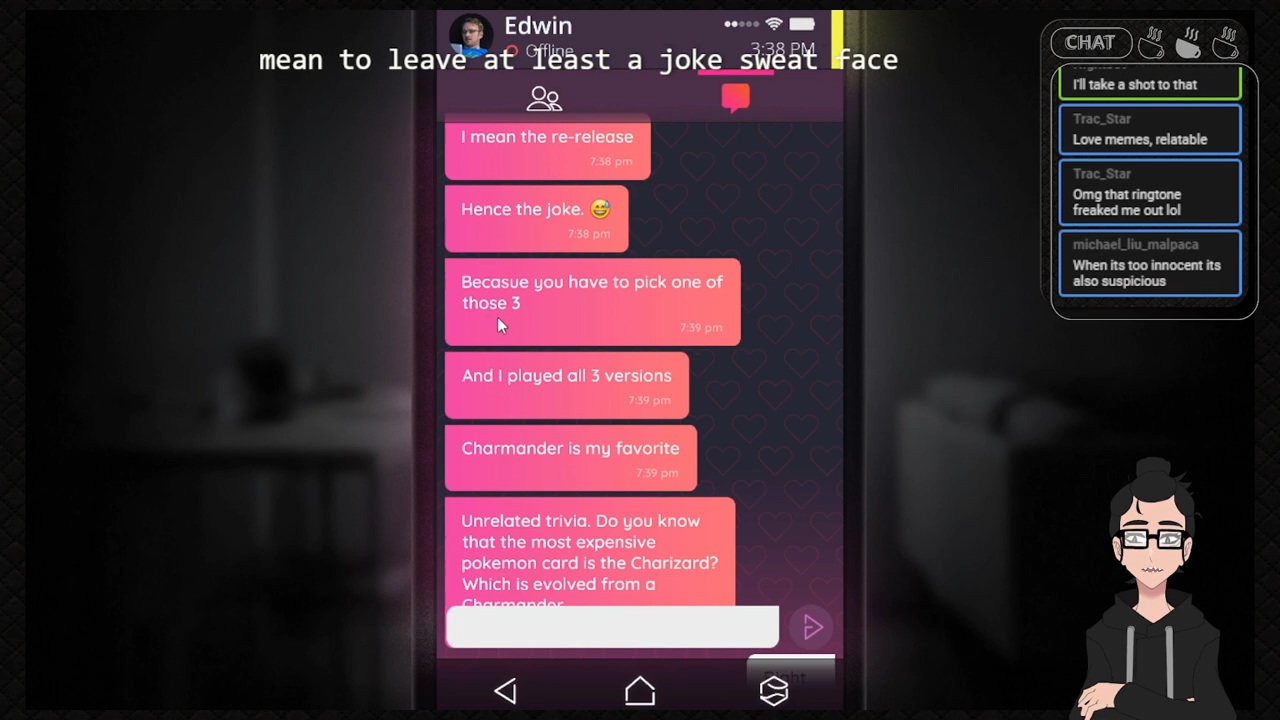 Edwin
Offline
3:38 PM
mean to leave at least a joke sweat face
I mean the re-release
7:38 pm
Hence the joke. 😅
7:38 pm
Becasue you have to pick one of
those 3
7:39 pm
And I played all 3 versions
7:39 pm
Charmander is my favorite
7:39 pm
Unrelated trivia. Do you know
that the most expensive
pokemon card is the Charizard?
Which is evolved from a
Charmander
CHAT
I'll take a shot to that
Trac_Star
Love memes, relatable
Trac_Star
Omg that ringtone
freaked me out lol
michael_liu_malpaca
When its too innocent its
also suspicious